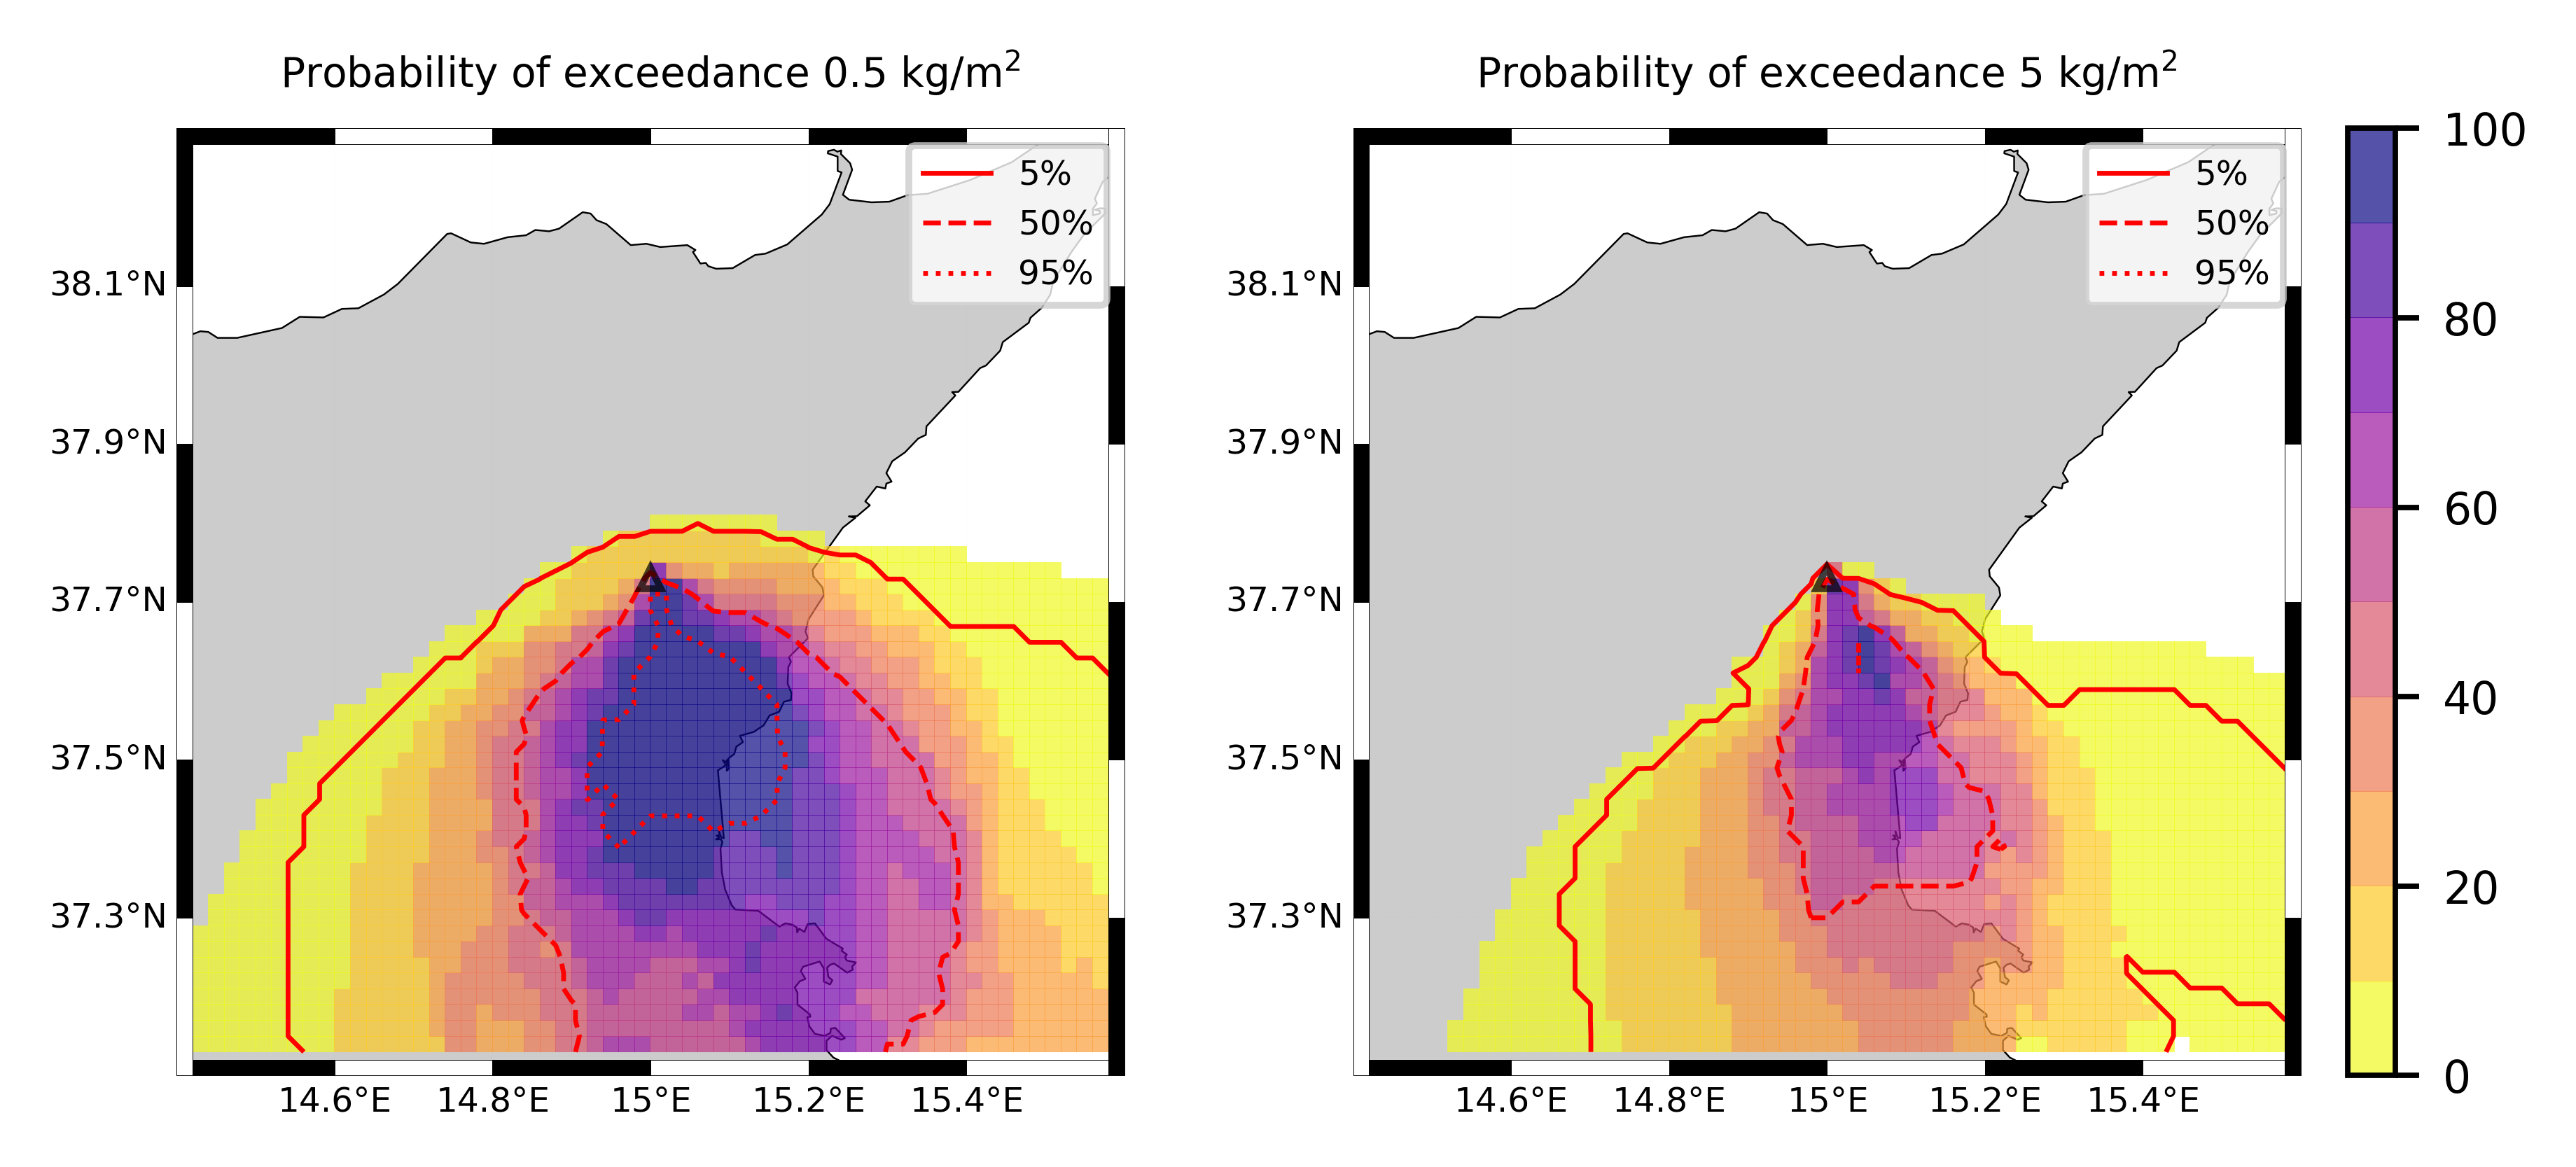 Probability of exceedance 0.5 kg/m²
5%
50%
95%
38.1°N
37.9°N
37.7°N
37.5°N
37.3°N
14.6°E
14.8°E
15°E
15.2°E
15.4°E
Probability of exceedance 5 kg/m²
5%
50%
95%
38.1°N
37.9°N
37.7°N
37.5°N
37.3°N
14.6°E
14.8°E
15°E
15.2°E
15.4°E
100
80
60
40
20
0